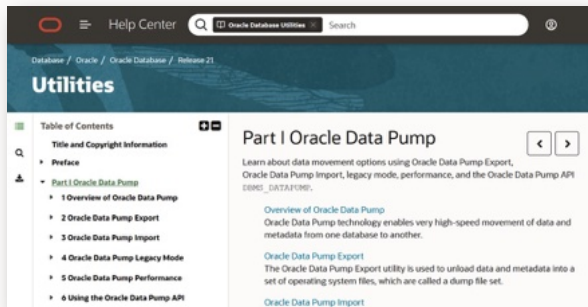 Help Center
Oracle Database Utilities ×
Search
Database / Oracle / Oracle Database / Release 21
Utilities
Table of Contents
Title and Copyright Information
Preface
Part I Oracle Data Pump
1 Overview of Oracle Data Pump
2 Oracle Data Pump Export
3 Oracle Data Pump Import
4 Oracle Data Pump Legacy Mode
5 Oracle Data Pump Performance
6 Using the Oracle Data Pump API
Part I Oracle Data Pump
Learn about data movement options using Oracle Data Pump Export,
Oracle Data Pump Import, legacy mode, performance, and the Oracle Data Pump API
DBMS_DATAPUMP.
Overview of Oracle Data Pump
Oracle Data Pump technology enables very high-speed movement of data and
metadata from one database to another.
Oracle Data Pump Export
The Oracle Data Pump Export utility is used to unload data and metadata into a
set of operating system files, which are called a dump file set.
Oracle Data Pump Import